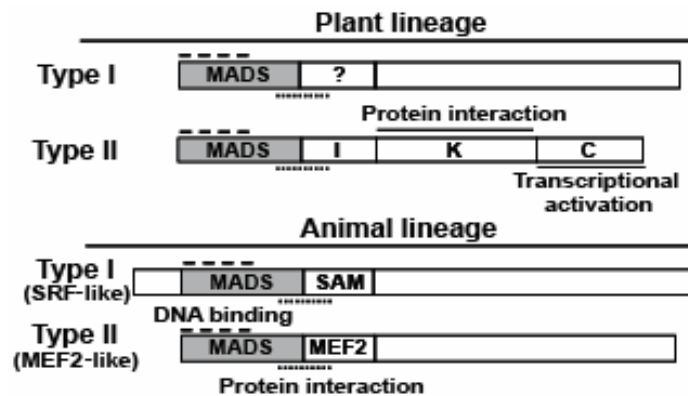 Plant lineage
Type I
MADS
?
Protein interaction
Type II
MADS
I
K
C
Transcriptional
activation
Animal lineage
Type I
(SRF-like)
MADS
SAM
DNA binding
Type II
(MEF2-like)
MADS
MEF2
Protein interaction